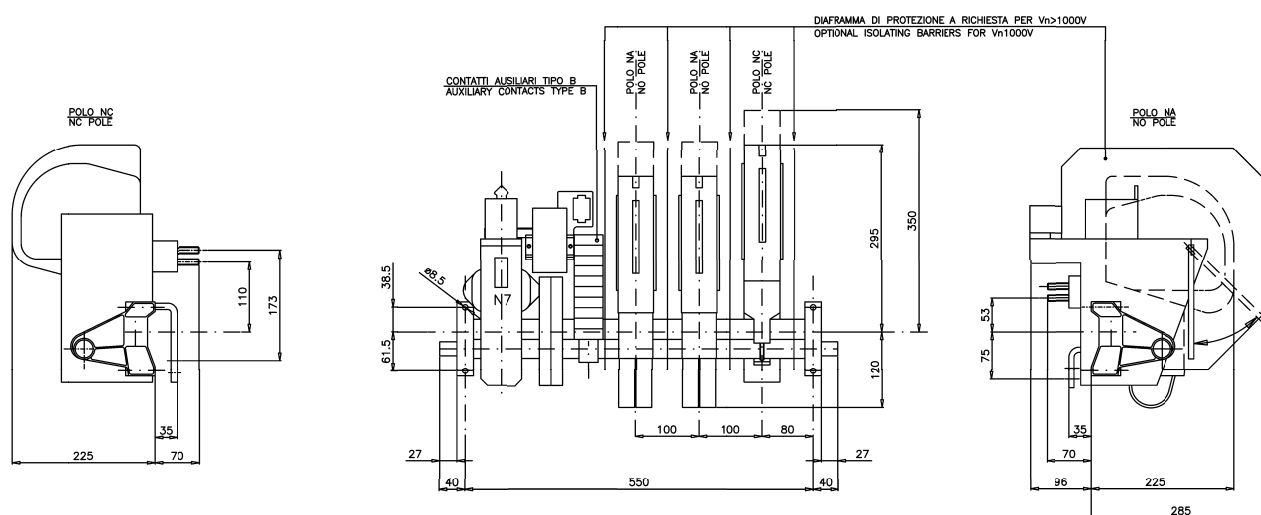 DIAFRAMMA DI PROTEZIONE A RICHIESTA PER Vn>1000V
OPTIONAL ISOLATING BARRIERS FOR Vn1000V
CONTATTI AUSILIARI TIPO B
AUXILIARY CONTACTS TYPE B
POLO NA
NO POLE
POLO NA
NO POLE
POLO NC
NC POLE
POLO NC
NC POLE
POLO NA
NO POLE
110
173
35
225
70
38.5
61.5
ø8.5
N7
295
350
120
100
100
80
27
27
40
550
40
53
75
35
70
96
225
285